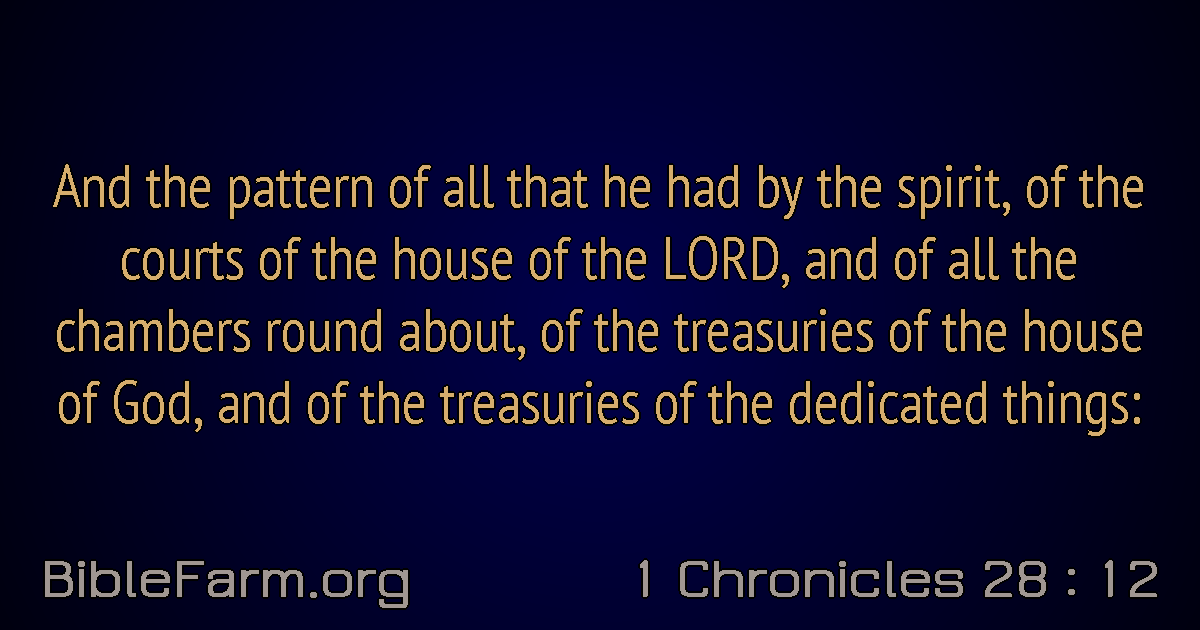 And the pattern of all that he had by the spirit, of the
courts of the house of the LORD, and of all the
chambers round about, of the treasuries of the house
of God, and of the treasuries of the dedicated things:
BibleFarm.org
1 Chronicles 28 : 12